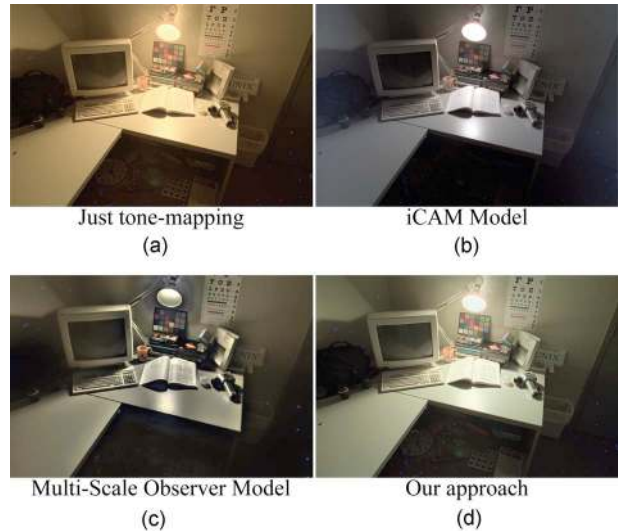 Just tone-mapping
(a)
iCAM Model
(b)
Multi-Scale Observer Model
(c)
Our approach
(d)